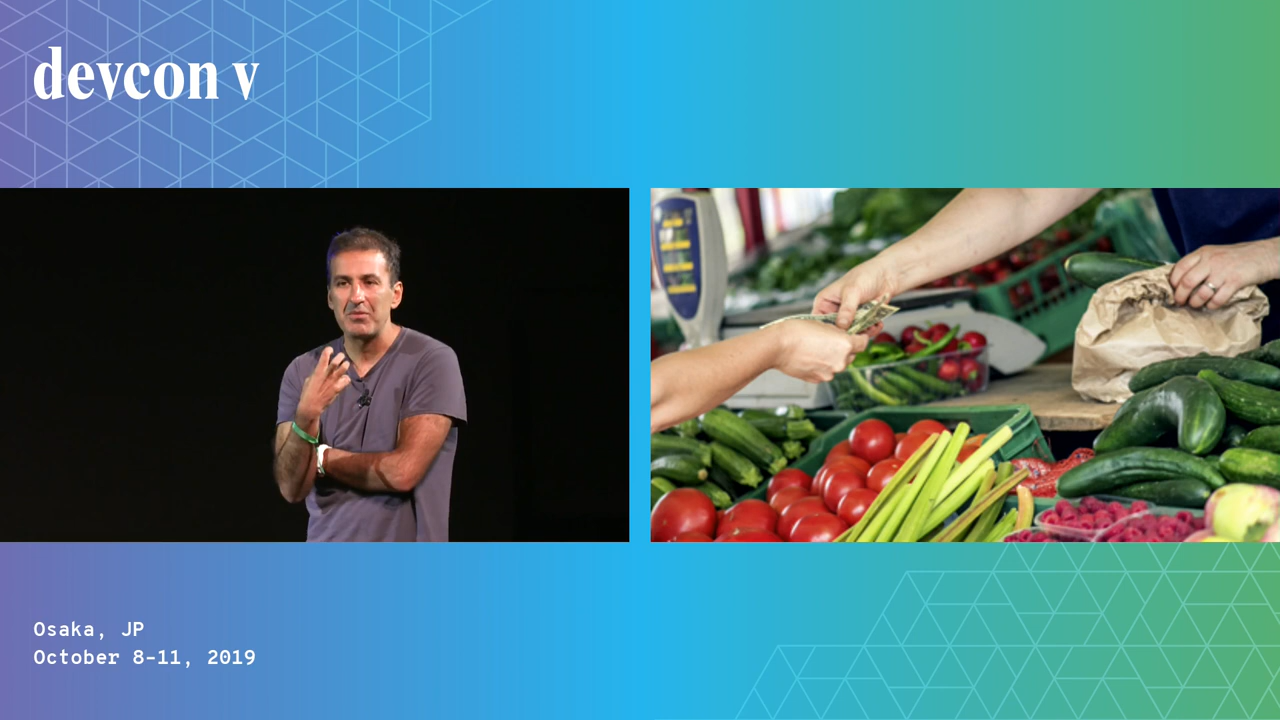 devcon v
Osaka, JP
October 8-11, 2019